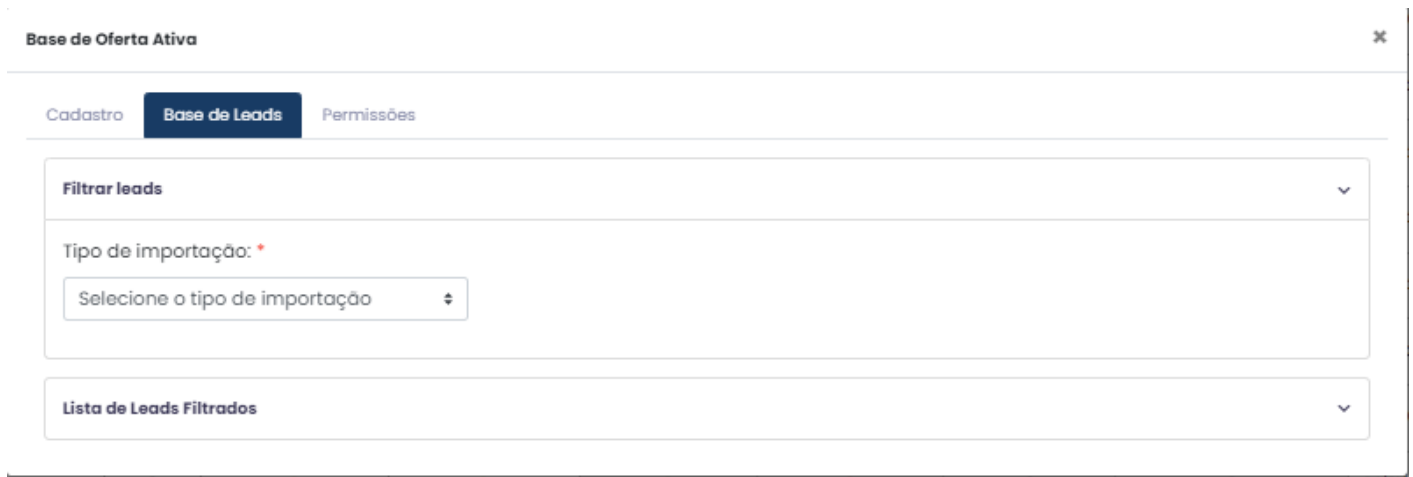 Base de Oferta Ativa
Cadastro Base de Leads Permissões
Filtrar leads
Tipo de importação: *
Selecione o tipo de importação
Lista de Leads Filtrados